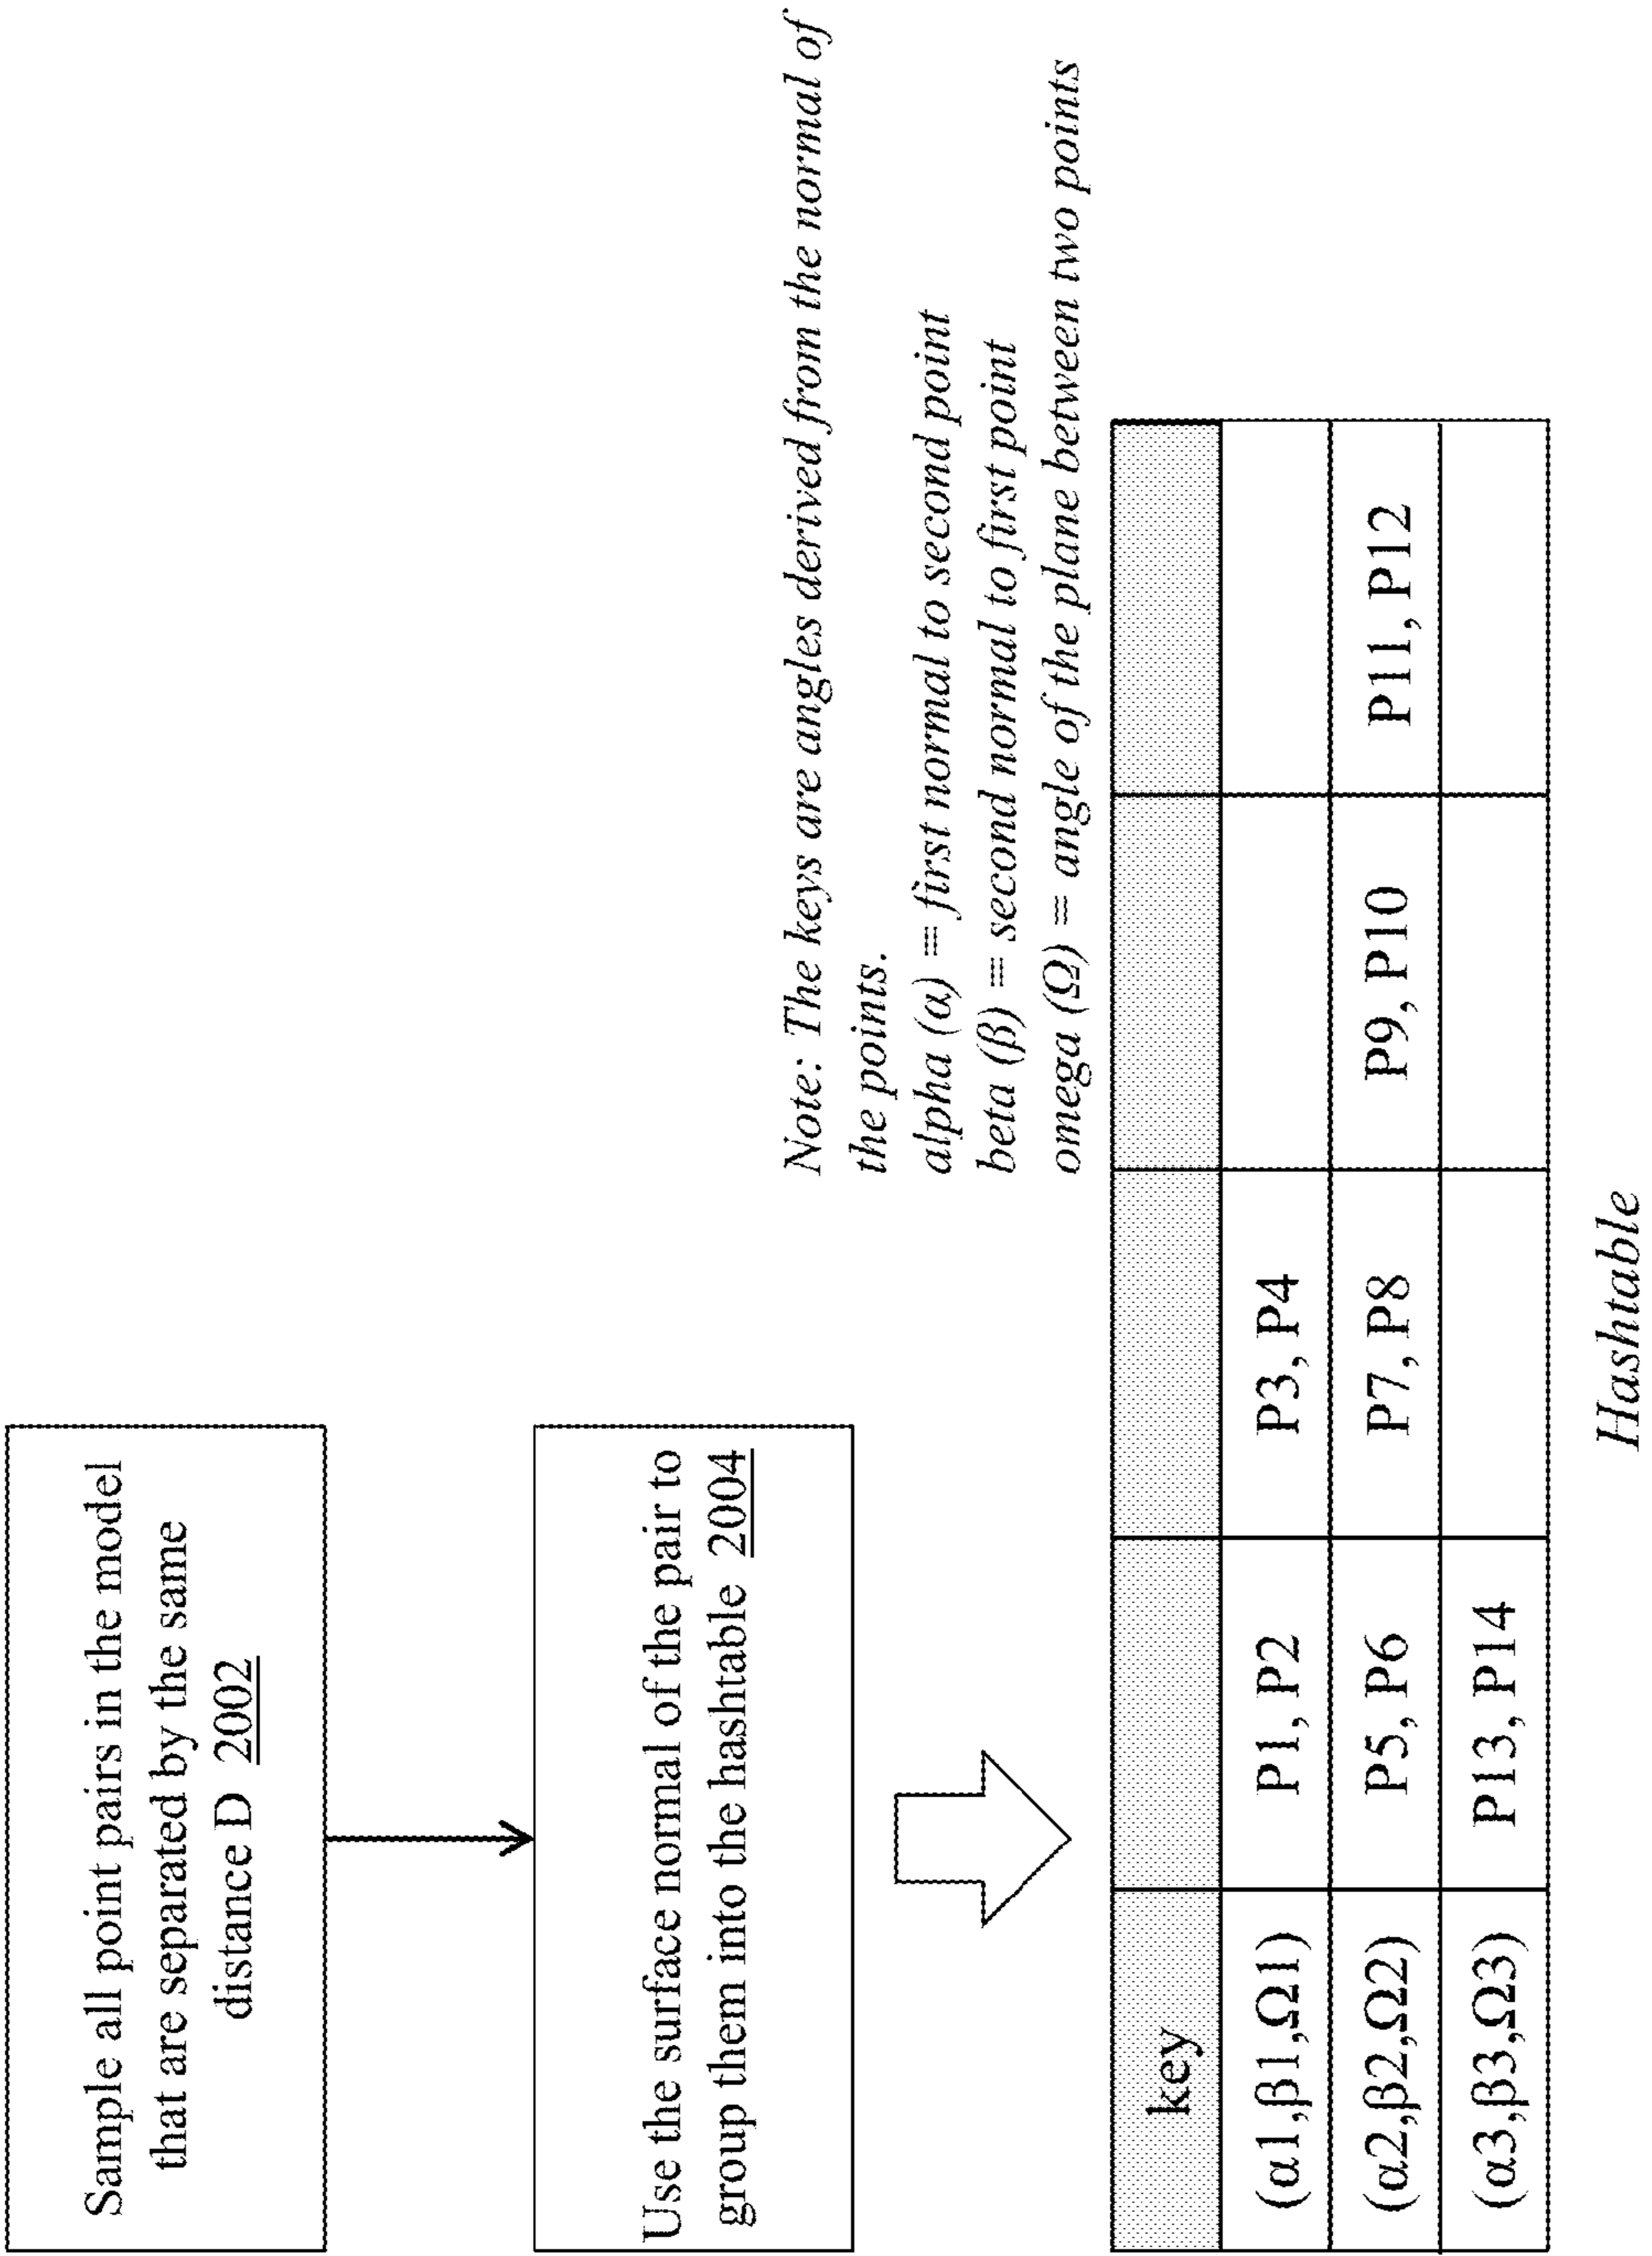 Sample all point pairs in the model
that are separated by the same
distance D 2002
Use the surface normal of the pair to
group them into the hashtable 2004
Note: The keys are angles derived from the normal of
the points.
alpha (α) = first normal to second point
beta (β) = second normal to first point
omega (Ω) = angle of the plane between two points
key
(α1,β1,Ω1) P1, P2 P3, P4
(α2,β2,Ω2) P5, P6 P7, P8 P9, P10 P11, P12
(α3,β3,Ω3) P13, P14
Hashtable